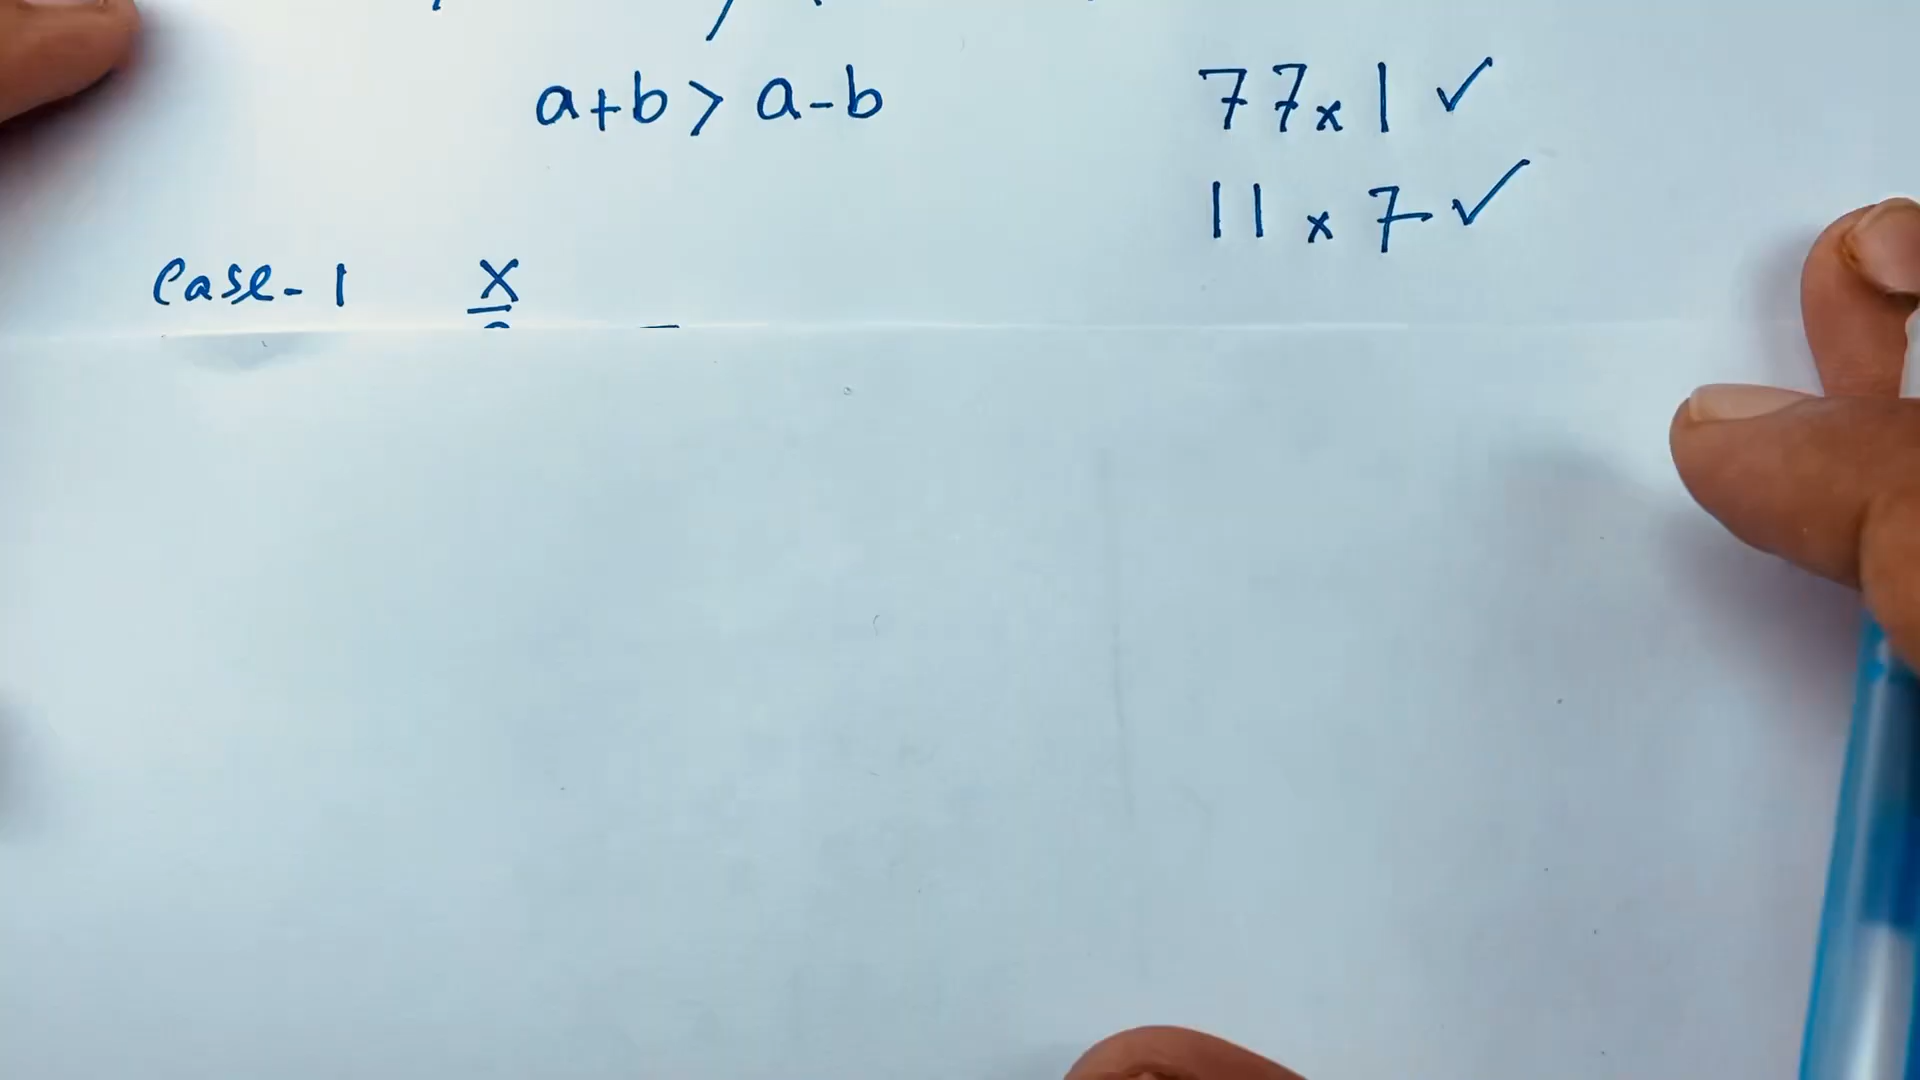 a+b > a-b
77 x 1 ✓
11 x 7 ✓
Case-1 X